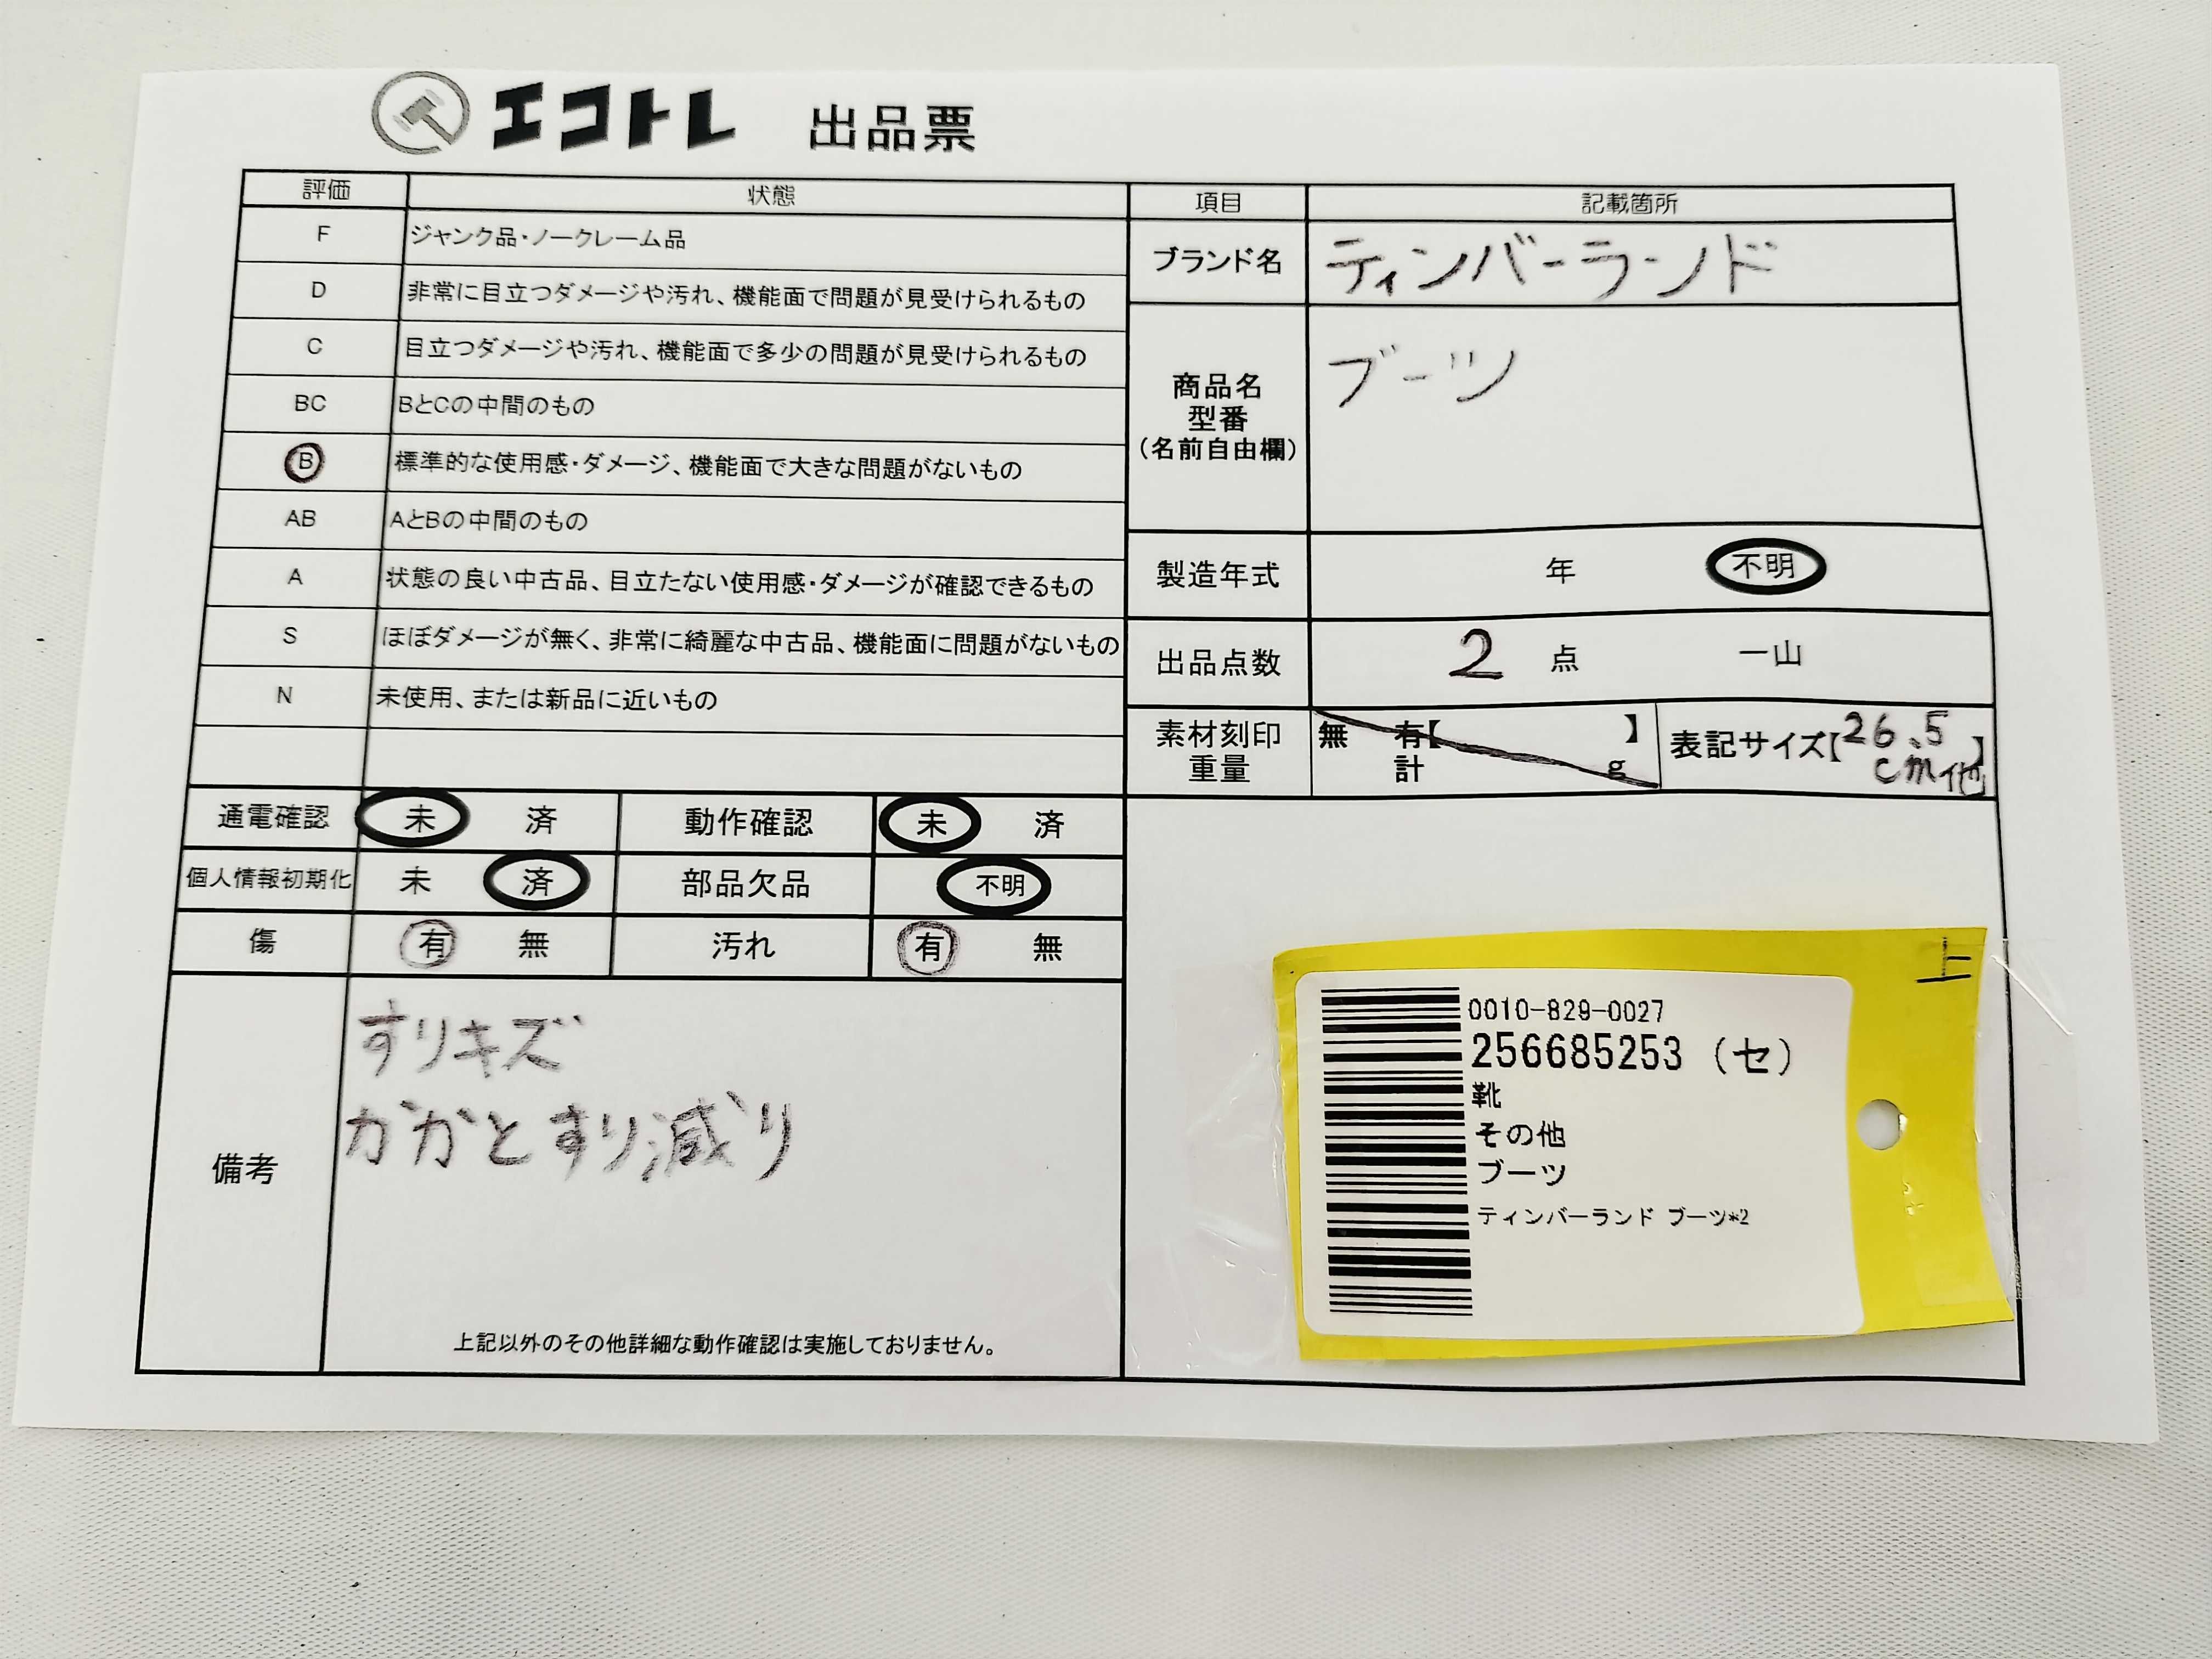 エコトレ 出品票
評価 状態
F ジャンク品・ノークレーム品
D 非常に目立つダメージや汚れ、機能面で問題が見受けられるもの
C 目立つダメージや汚れ、機能面で多少の問題が見受けられるもの
BC BとCの中間のもの
B 標準的な使用感・ダメージ、機能面で大きな問題がないもの
AB AとBの中間のもの
A 状態の良い中古品、目立たない使用感・ダメージが確認できるもの
S ほぼダメージが無く、非常に綺麗な中古品、機能面に問題がないもの
N 未使用、または新品に近いもの
通電確認 未 済 動作確認 未 済
個人情報初期化 未 済 部品欠品 不明
傷 有 無 汚れ 有 無
備考
すりキズ
かかとすり減り
上記以外のその他詳細な動作確認は実施しておりません。
項目 記載箇所
ブランド名 ティンバーランド
商品名
型番
(名前自由欄)
ブーツ
製造年式 年 不明
出品点数 2 点 一山
素材刻印 無 有【 】
重量 計 g
表記サイズ【26.5
cm他】
上
0010-829-0027
256685253 (セ)
靴
その他
ブーツ
ティンバーランド ブーツ*2